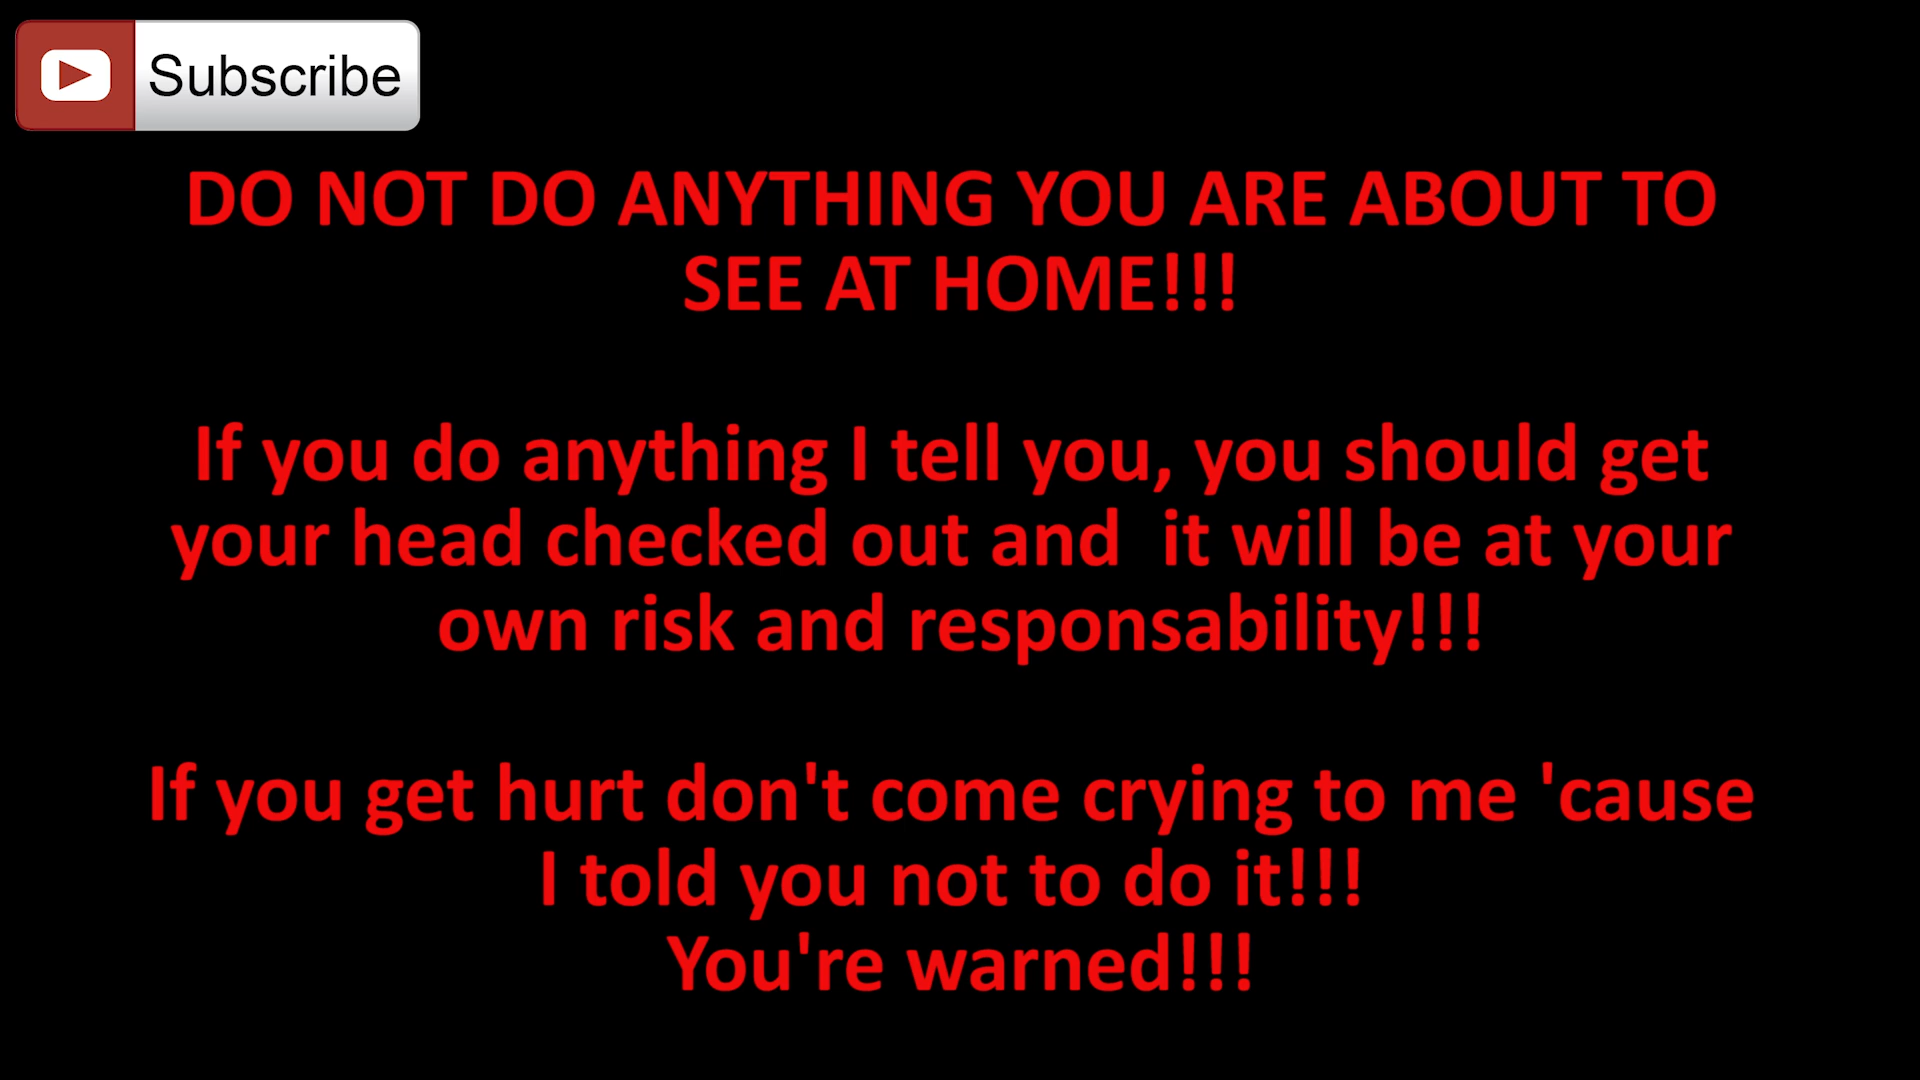 Subscribe
DO NOT DO ANYTHING YOU ARE ABOUT TO
SEE AT HOME!!!
If you do anything I tell you, you should get
your head checked out and  it will be at your
own risk and responsability!!!
If you get hurt don't come crying to me 'cause
I told you not to do it!!!
You're warned!!!